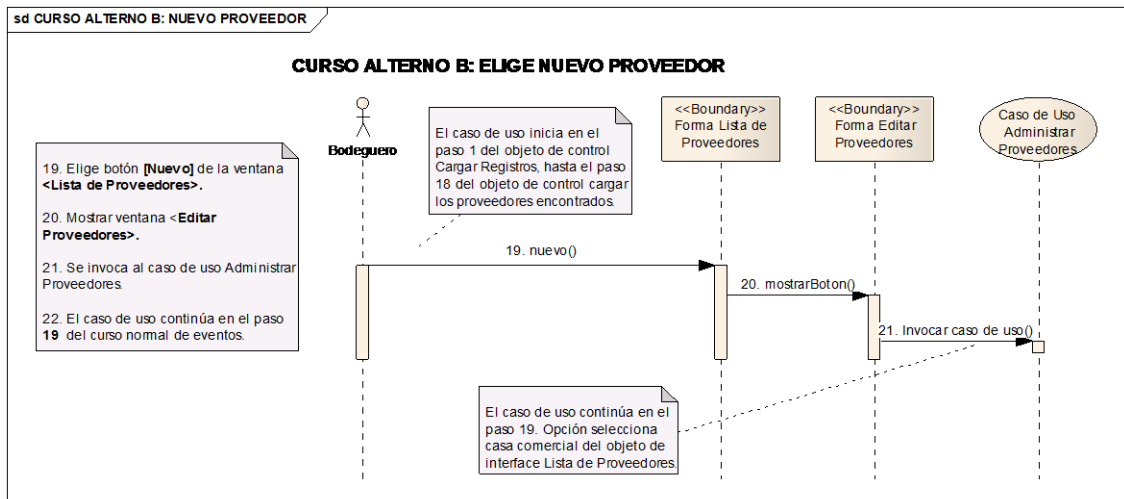 sd CURSO ALTERNO B: NUEVO PROVEEDOR
CURSO ALTERNO B: ELIGE NUEVO PROVEEDOR
19. Elige botón [Nuevo] de la ventana
<Lista de Proveedores>.
20. Mostrar ventana <Editar
Proveedores>.
21. Se invoca al caso de uso Administrar
Proveedores.
22. El caso de uso continúa en el paso
19 del curso normal de eventos.
Bodeguero
El caso de uso inicia en el
paso 1 del objeto de control
Cargar Registros, hasta el paso
18 del objeto de control cargar
los proveedores encontrados.
<<Boundary>>
Forma Lista de
Proveedores
<<Boundary>>
Forma Editar
Proveedores
Caso de Uso
Administrar
Proveedores
19. nuevo()
20. mostrarBoton()
21. Invocar caso de uso()
El caso de uso continúa en el
paso 19. Opción selecciona
casa comercial del objeto de
interface Lista de Proveedores.